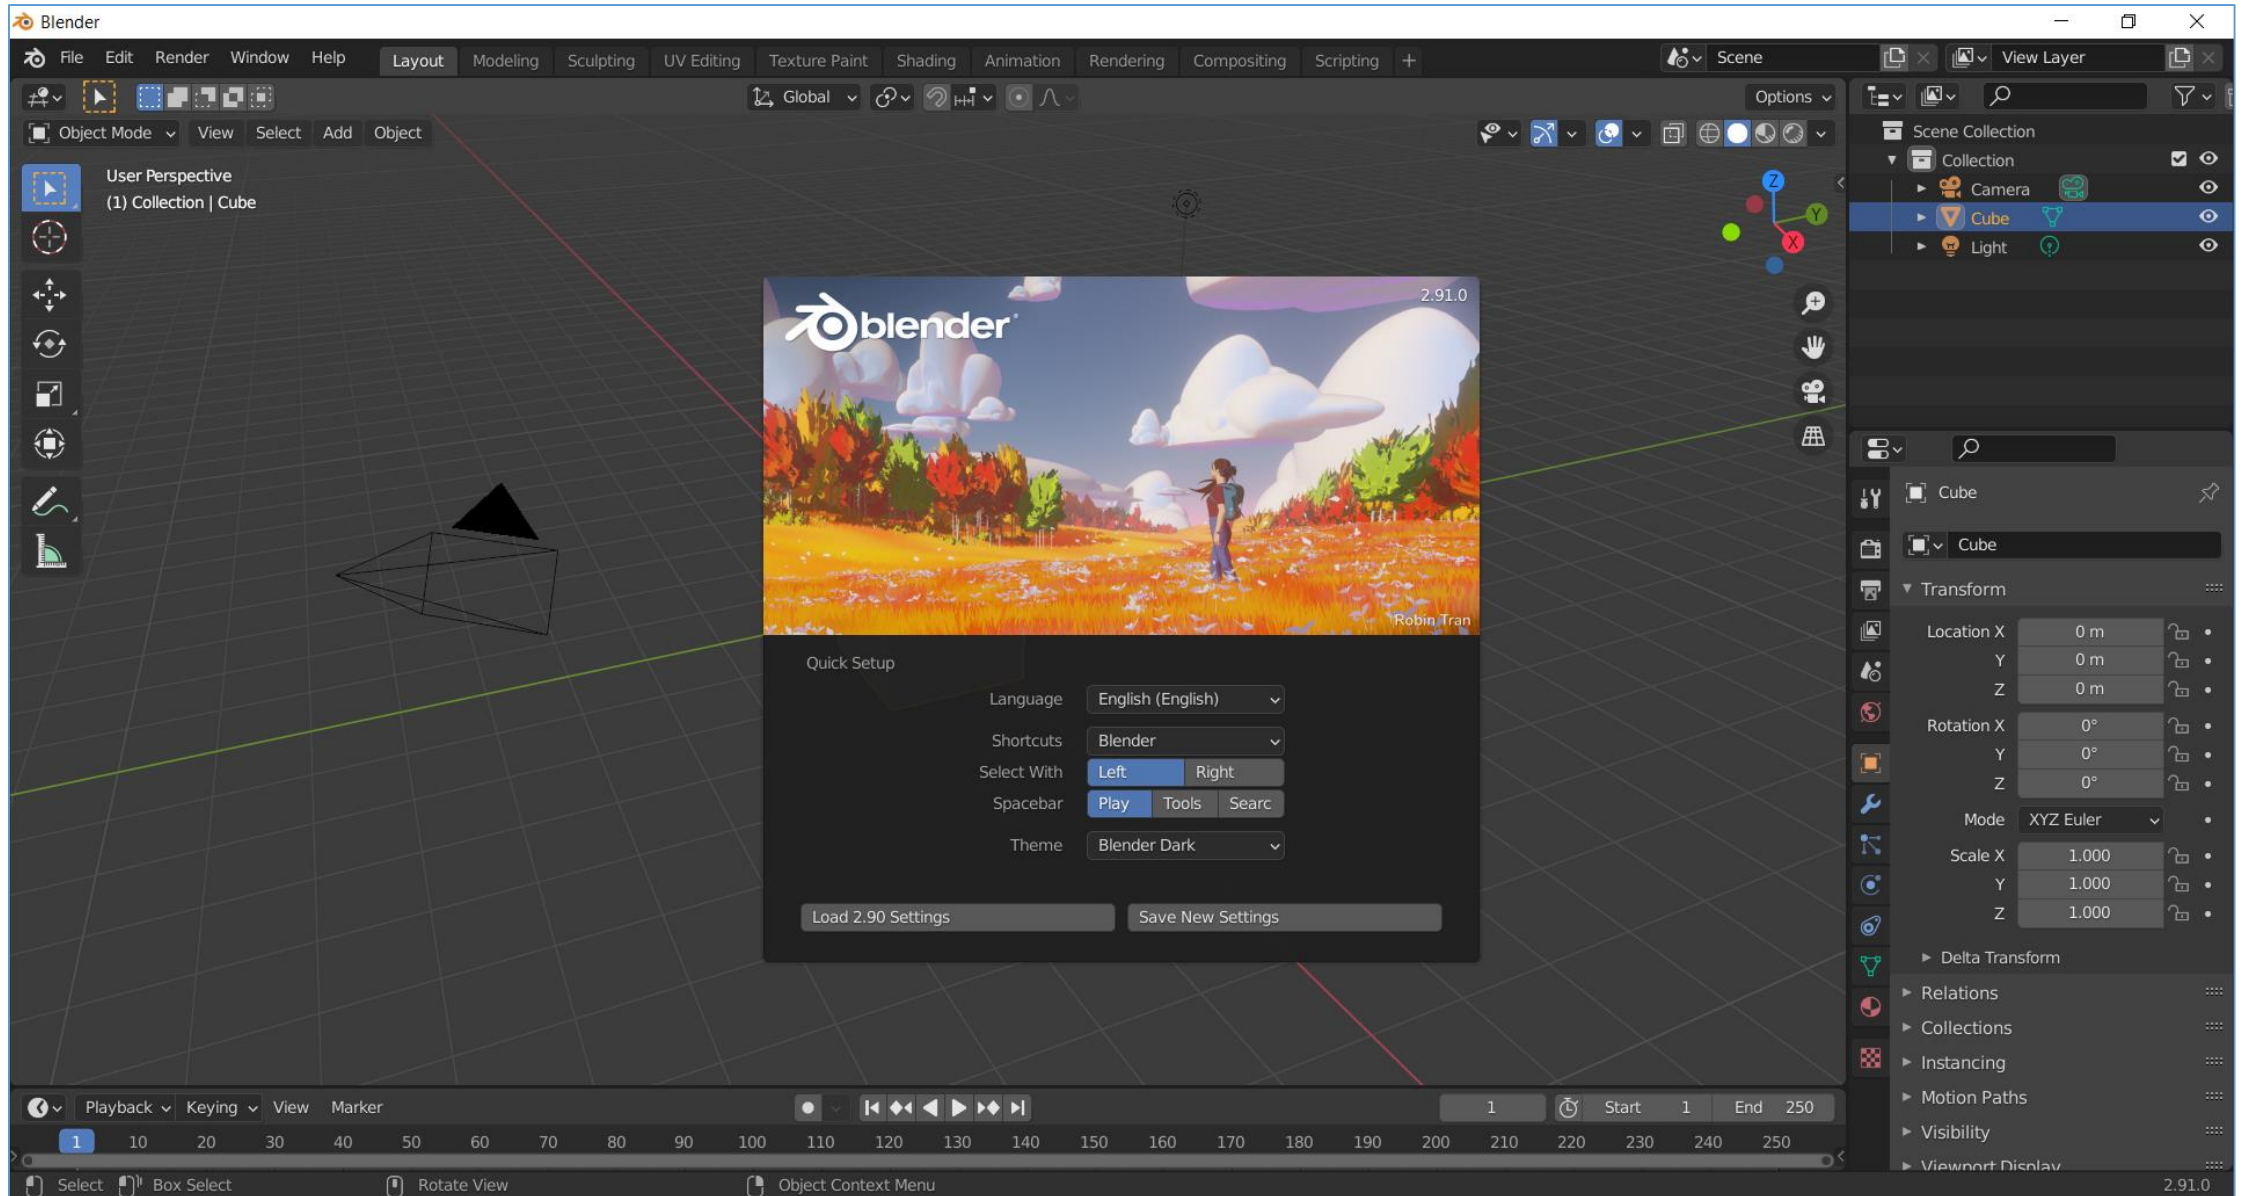 Blender
File Edit Render Window Help Layout Modeling Sculpting UV Editing Texture Paint Shading Animation Rendering Compositing Scripting + Scene View Layer
Global Options
Object Mode View Select Add Object
User Perspective
(1) Collection | Cube
Z
Y
X
Scene Collection
Collection
Camera
Cube
Light
blender
2.91.0
Robin Tran
Quick Setup
Language English (English)
Shortcuts Blender
Select With Left Right
Spacebar Play Tools Searc
Theme Blender Dark
Load 2.90 Settings Save New Settings
Cube
Cube
Transform
Location X 0 m
Y 0 m
Z 0 m
Rotation X 0°
Y 0°
Z 0°
Mode XYZ Euler
Scale X 1.000
Y 1.000
Z 1.000
Delta Transform
Relations
Collections
Instancing
Motion Paths
Visibility
Viewport Display
Playback Keying View Marker 1 Start 1 End 250
1 10 20 30 40 50 60 70 80 90 100 110 120 130 140 150 160 170 180 190 200 210 220 230 240 250
Select Box Select Rotate View Object Context Menu 2.91.0